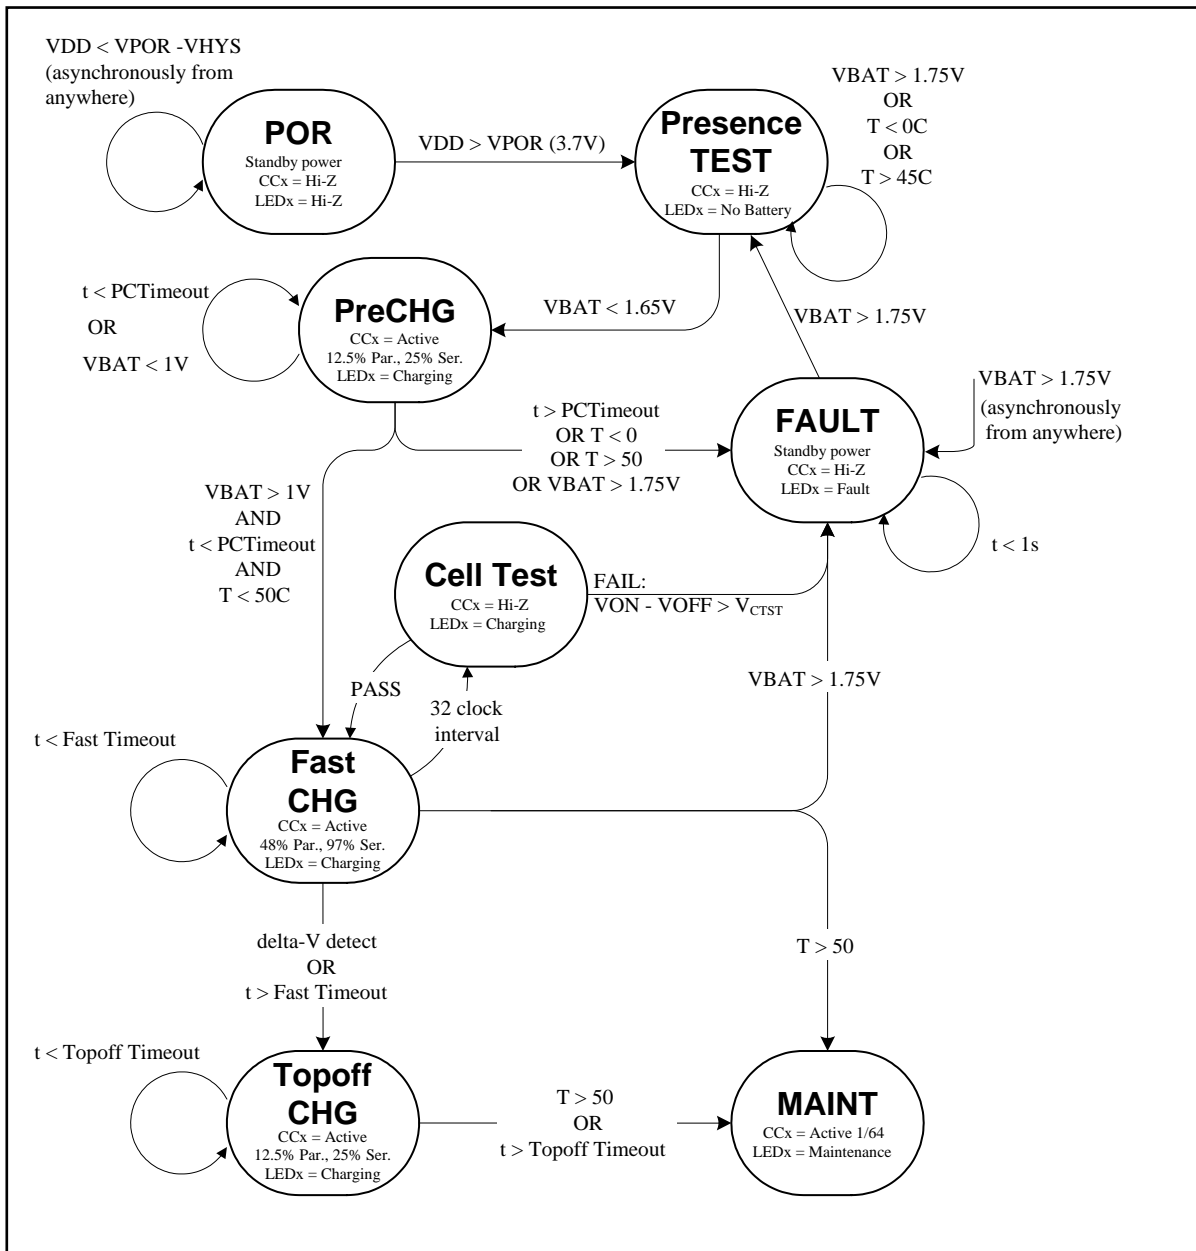 VDD < VPOR -VHYS
(asynchronously from
anywhere)
POR
Standby power
CCx = Hi-Z
LEDx = Hi-Z
VDD > VPOR (3.7V)
Presence
TEST
CCx = Hi-Z
LEDx = No Battery
VBAT > 1.75V
OR
T < 0C
OR
T > 45C
t < PCTimeout
OR
VBAT < 1V
PreCHG
CCx = Active
12.5% Par., 25% Ser.
LEDx = Charging
VBAT < 1.65V
VBAT > 1.75V
t > PCTimeout
OR T < 0
OR T > 50
OR VBAT > 1.75V
FAULT
Standby power
CCx = Hi-Z
LEDx = Fault
VBAT > 1.75V
(asynchronously
from anywhere)
t < 1s
VBAT > 1V
AND
t < PCTimeout
AND
T < 50C
Cell Test
CCx = Hi-Z
LEDx = Charging
FAIL:
VON - VOFF > VCTST
PASS
32 clock
interval
VBAT > 1.75V
t < Fast Timeout
Fast
CHG
CCx = Active
48% Par., 97% Ser.
LEDx = Charging
delta-V detect
OR
t > Fast Timeout
T > 50
t < Topoff Timeout
Topoff
CHG
CCx = Active
12.5% Par., 25% Ser.
LEDx = Charging
T > 50
OR
t > Topoff Timeout
MAINT
CCx = Active 1/64
LEDx = Maintenance